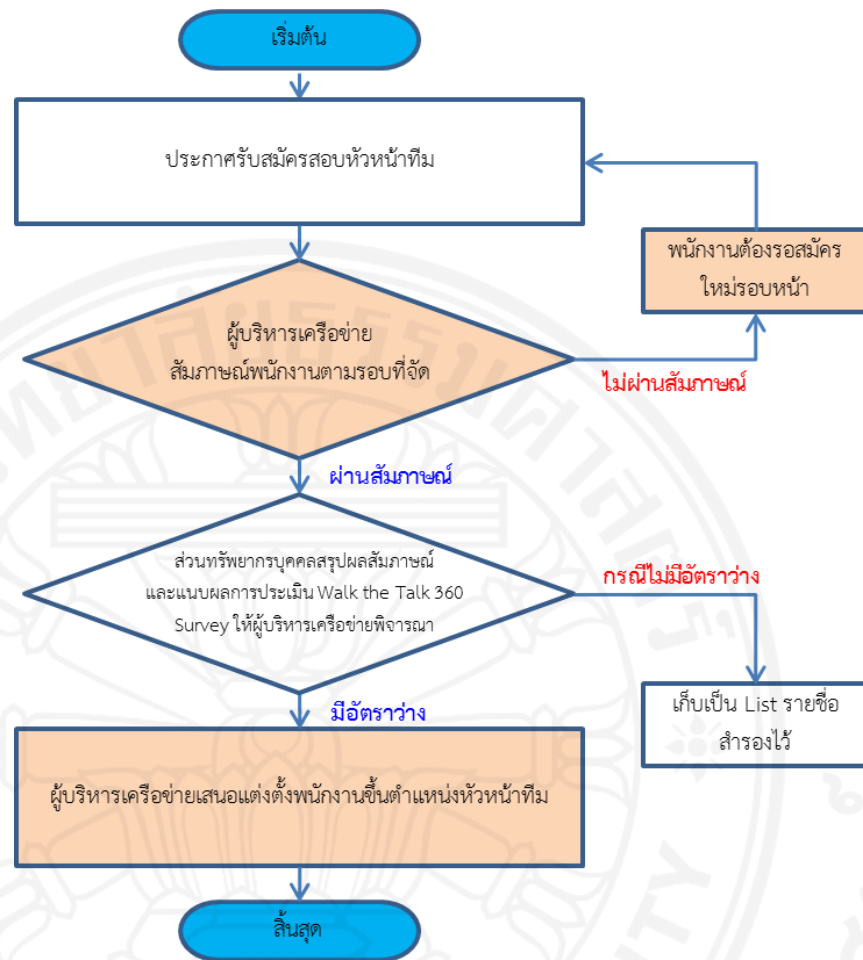 เริ่มต้น
ประกาศรับสมัครสอบหัวหน้าทีม
พนักงานต้องรอสมัคร
ใหม่รอบหน้า
ผู้บริหารเครือข่าย
สัมภาษณ์พนักงานตามรอบที่จัด
ไม่ผ่านสัมภาษณ์
ผ่านสัมภาษณ์
ส่วนทรัพยากรบุคคลสรุปผลสัมภาษณ์
และแนบผลการประเมิน Walk the Talk 360
Survey ให้ผู้บริหารเครือข่ายพิจารณา
กรณีไม่มีอัตราว่าง
เก็บเป็น List รายชื่อ
สำรองไว้
มีอัตราว่าง
ผู้บริหารเครือข่ายเสนอแต่งตั้งพนักงานขึ้นตำแหน่งหัวหน้าทีม
สิ้นสุด